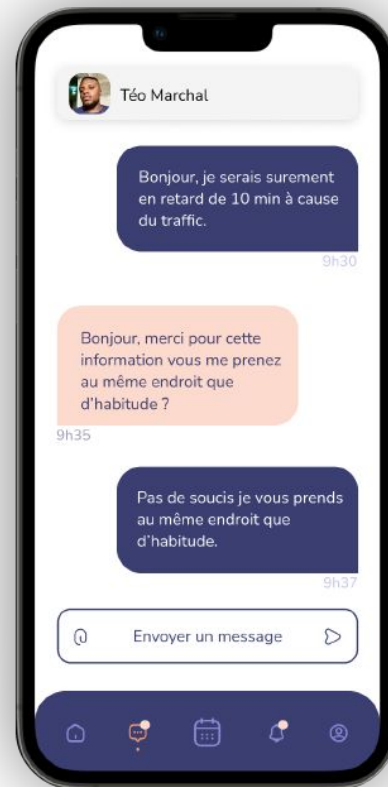 Téo Marchal
Bonjour, je serais surement
en retard de 10 min à cause
du traffic.
9h30
Bonjour, merci pour cette
information vous me prenez
au même endroit que
d'habitude ?
9h35
Pas de soucis je vous prends
au même endroit que
d'habitude.
9h37
Envoyer un message